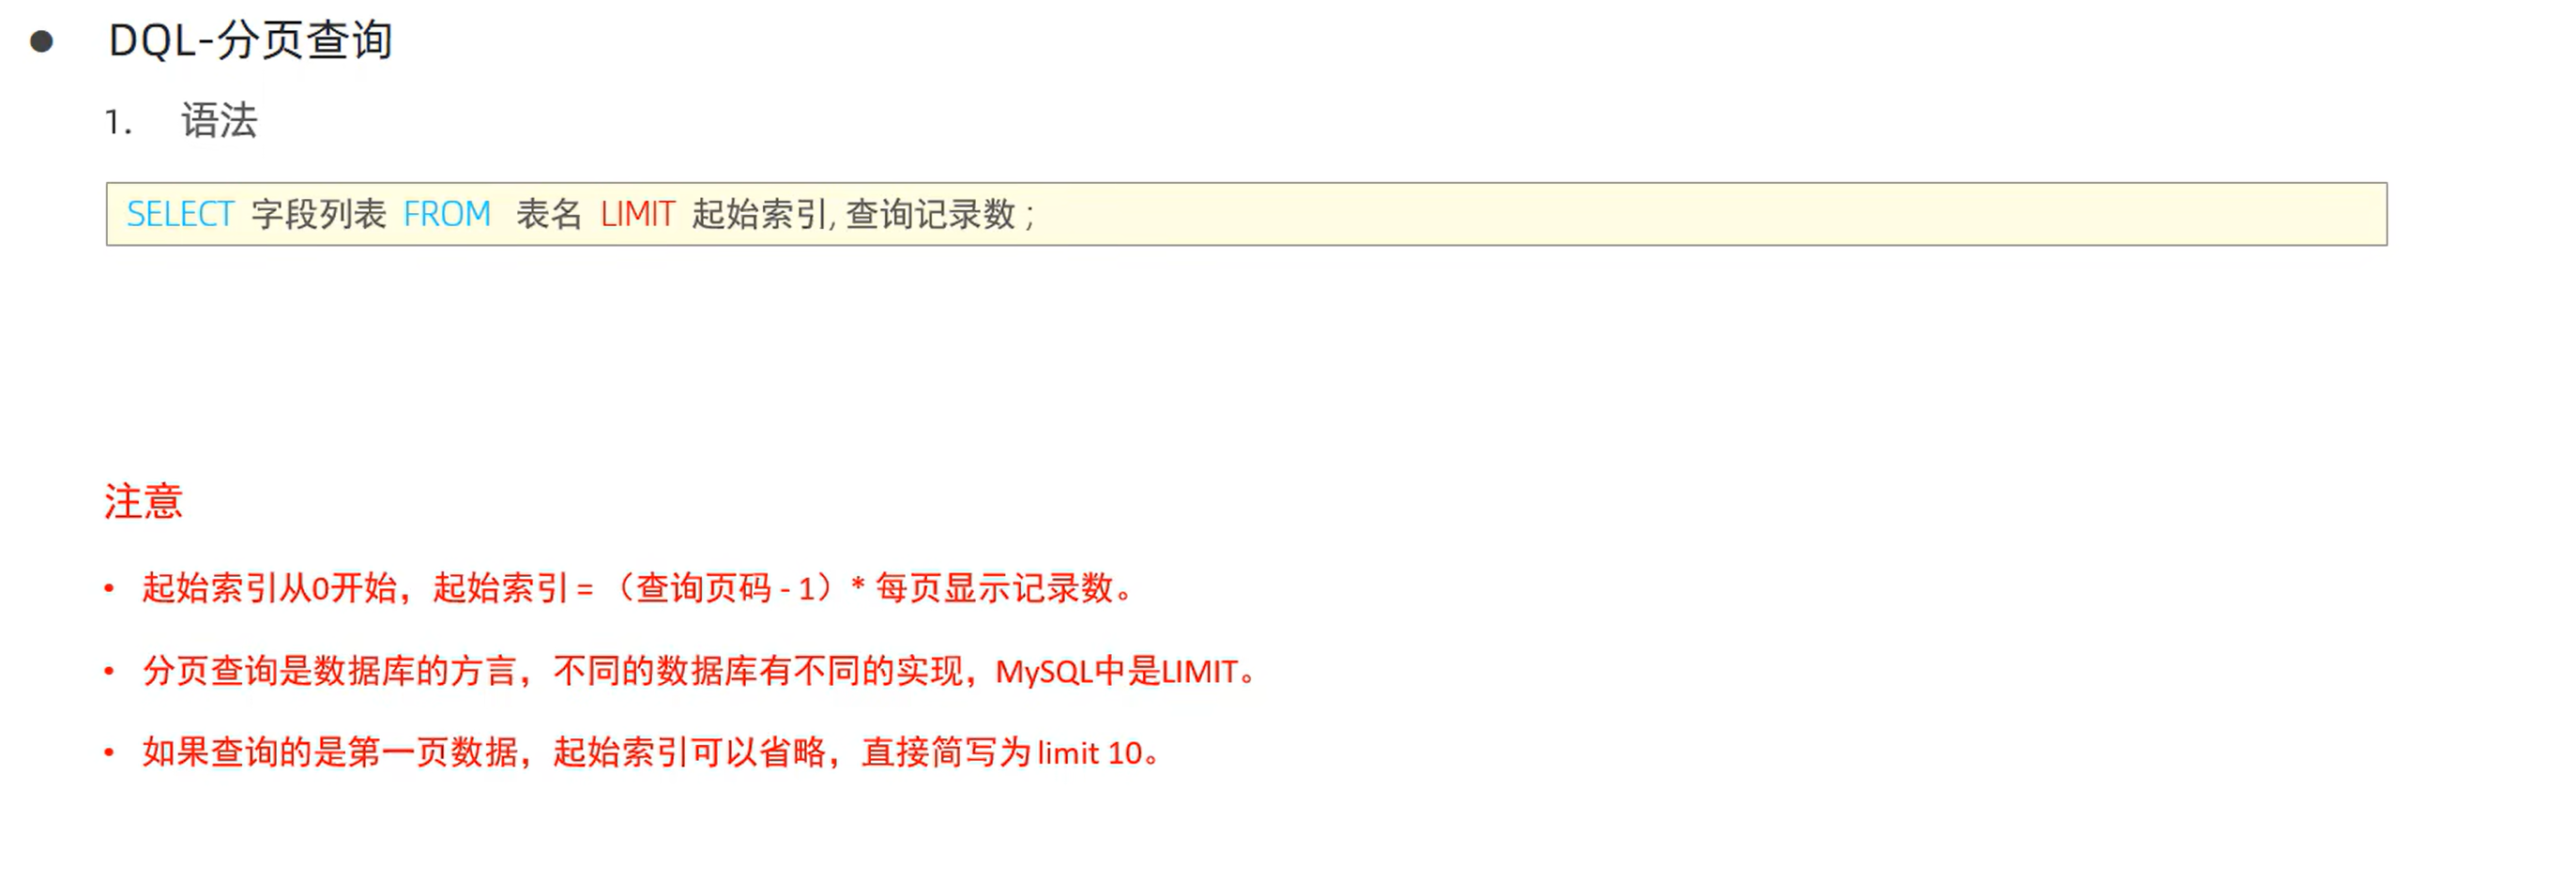 ● DQL-分页查询
1. 语法
SELECT 字段列表 FROM 表名 LIMIT 起始索引, 查询记录数 ;
注意
• 起始索引从0开始，起始索引 = （查询页码 - 1）* 每页显示记录数。
• 分页查询是数据库的方言，不同的数据库有不同的实现，MySQL中是LIMIT。
• 如果查询的是第一页数据，起始索引可以省略，直接简写为 limit 10。